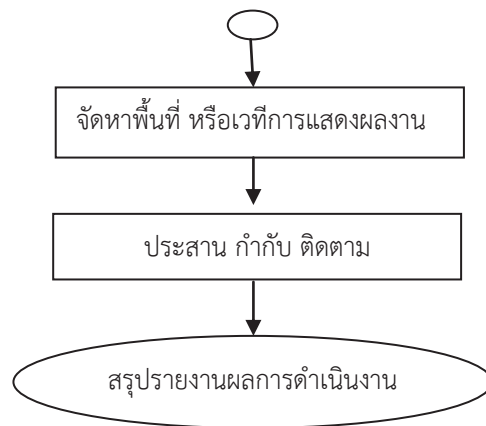 จัดหาพื้นที่ หรือเวทีการแสดงผลงาน
ประสาน กำกับ ติดตาม
สรุปรายงานผลการดำเนินงาน